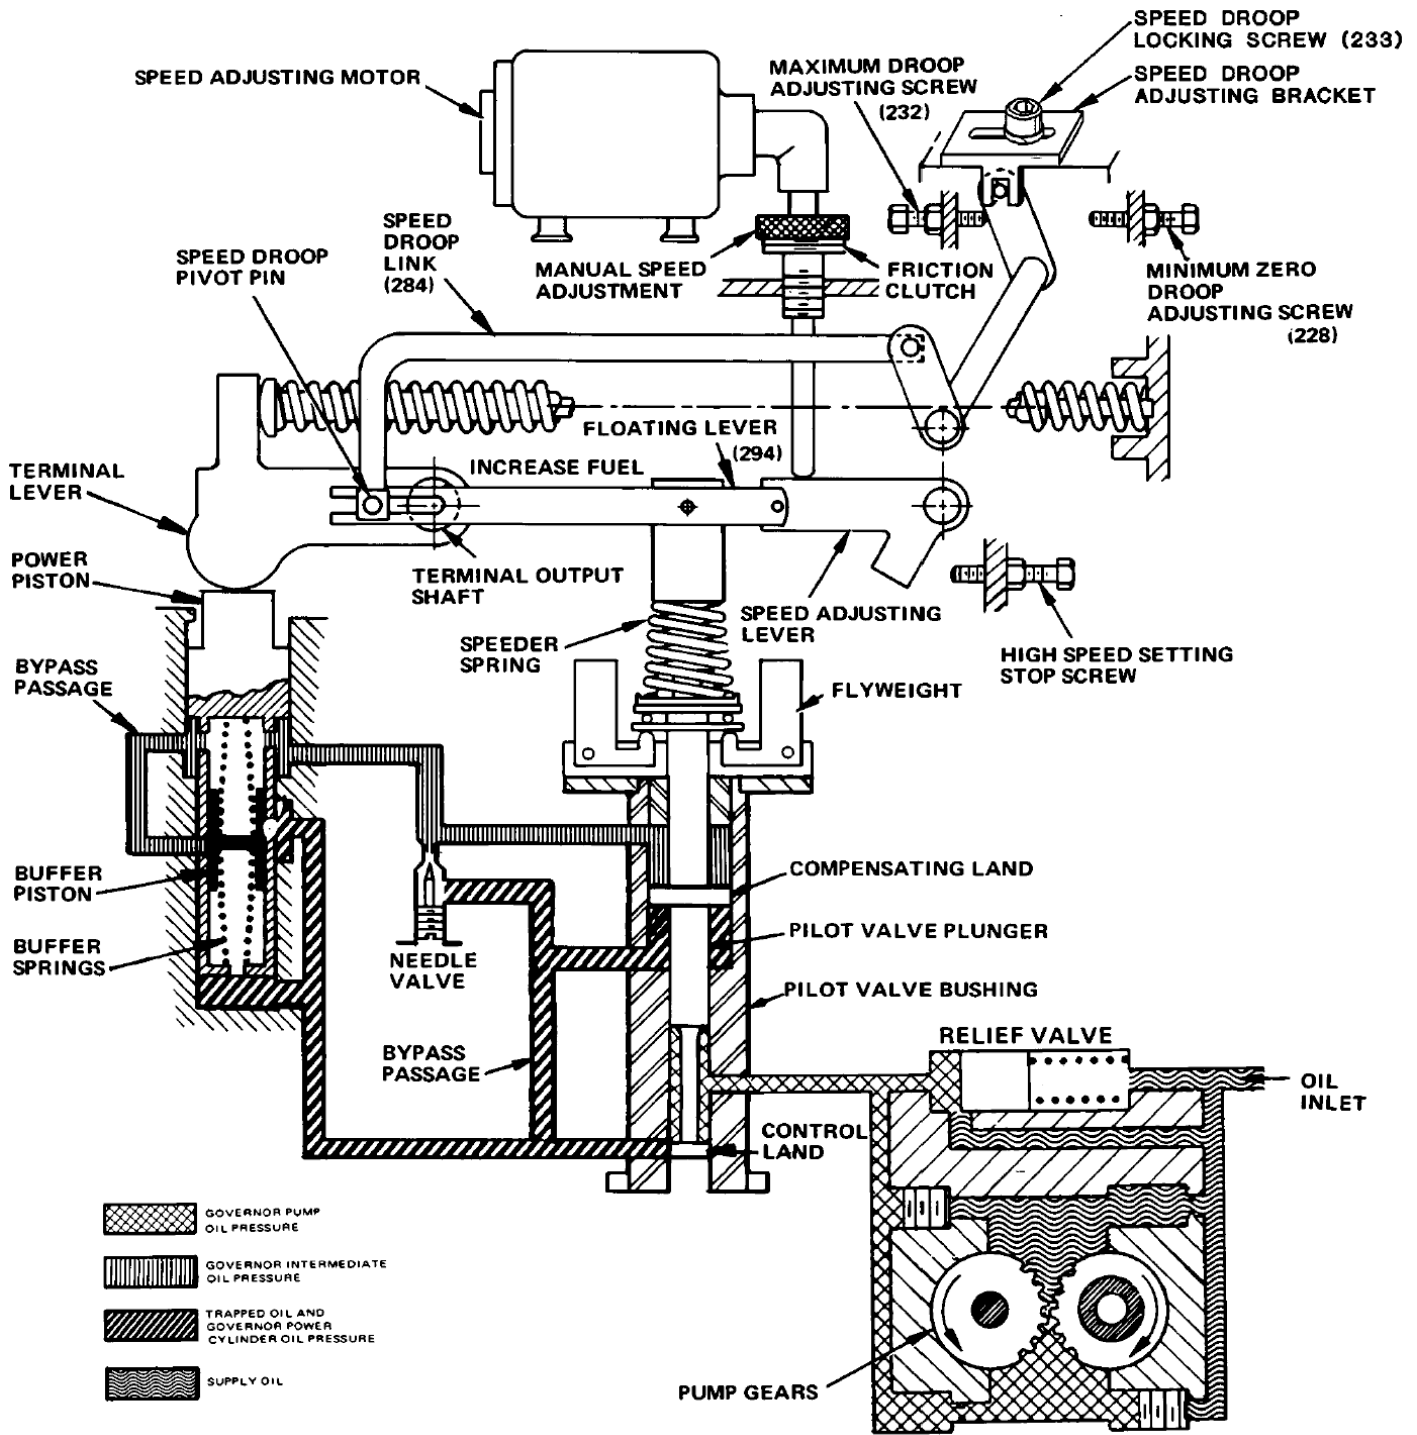 SPEED DROOP
LOCKING SCREW (233)
SPEED ADJUSTING MOTOR
MAXIMUM DROOP
ADJUSTING SCREW
(232)
SPEED DROOP
ADJUSTING BRACKET
SPEED
DROOP
LINK
(284)
SPEED DROOP
PIVOT PIN
MANUAL SPEED
ADJUSTMENT
FRICTION
CLUTCH
MINIMUM ZERO
DROOP
ADJUSTING SCREW
(228)
FLOATING LEVER
(294)
INCREASE FUEL
TERMINAL
LEVER
POWER
PISTON
TERMINAL OUTPUT
SHAFT
SPEEDER
SPRING
SPEED ADJUSTING
LEVER
HIGH SPEED SETTING
STOP SCREW
BYPASS
PASSAGE
FLYWEIGHT
BUFFER
PISTON
COMPENSATING LAND
BUFFER
SPRINGS
NEEDLE
VALVE
PILOT VALVE PLUNGER
PILOT VALVE BUSHING
BYPASS
PASSAGE
RELIEF VALVE
OIL
INLET
CONTROL
LAND
GOVERNOR PUMP
OIL PRESSURE
GOVERNOR INTERMEDIATE
OIL PRESSURE
TRAPPED OIL AND
GOVERNOR POWER
CYLINDER OIL PRESSURE
SUPPLY OIL
PUMP GEARS